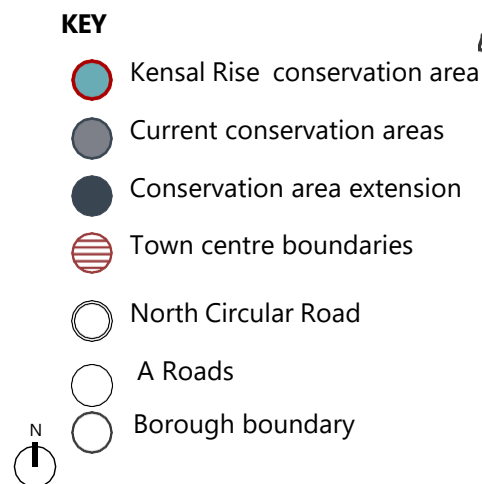 KEY
Kensal Rise conservation area
Current conservation areas
Conservation area extension
Town centre boundaries
North Circular Road
A Roads
Borough boundary
N